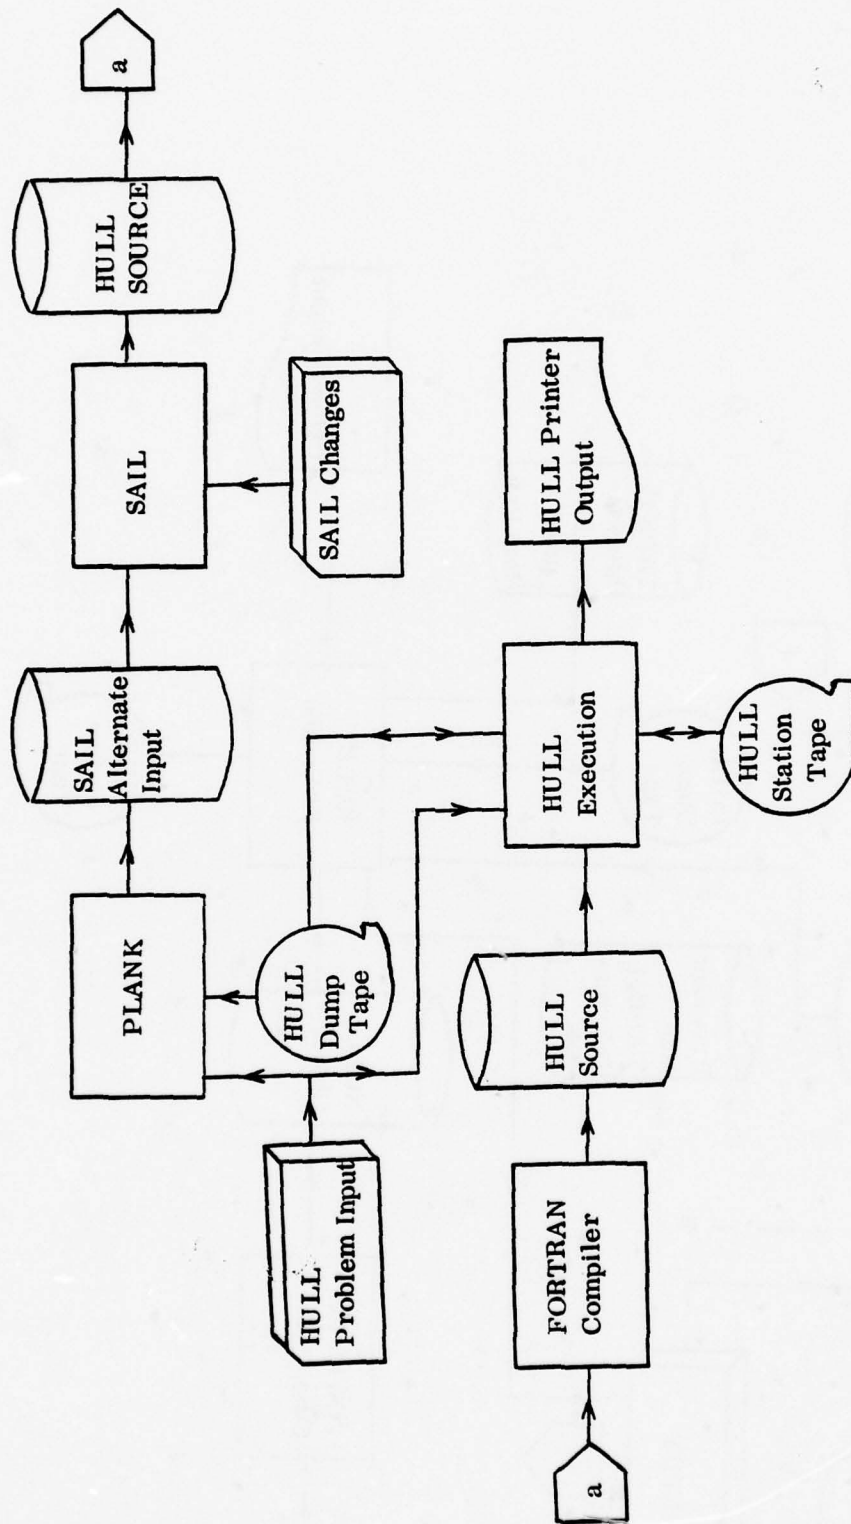 PLANK
SAIL
Alternate
Input
SAIL
HULL
SOURCE
a
HULL
Problem Input
HULL
Dump
Tape
SAIL Changes
a
FORTRAN
Compiler
HULL
Source
HULL
Execution
HULL Printer
Output
HULL
Station
Tape